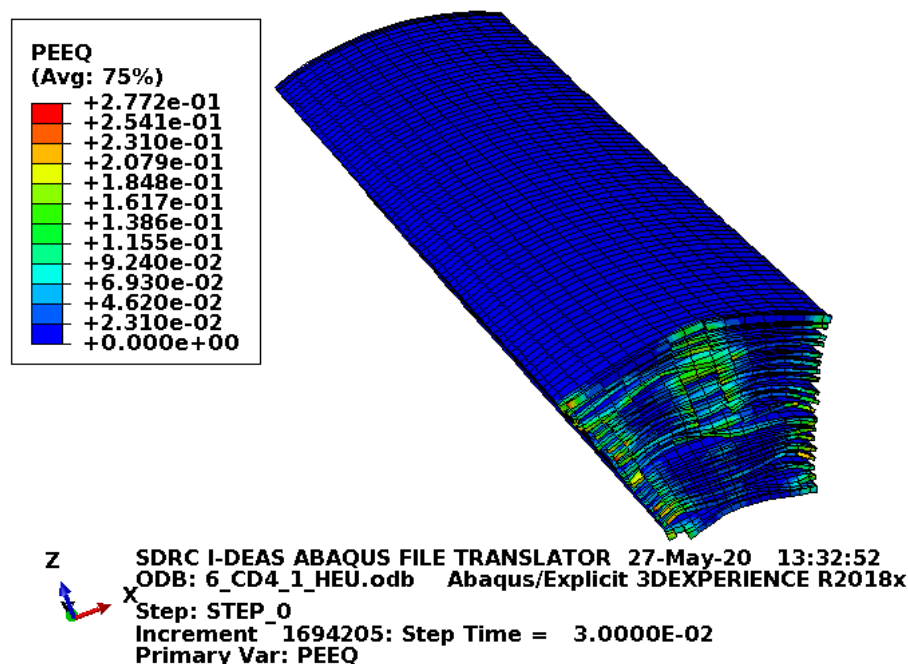 PEEQ
(Avg: 75%)
+2.772e-01
+2.541e-01
+2.310e-01
+2.079e-01
+1.848e-01
+1.617e-01
+1.386e-01
+1.155e-01
+9.240e-02
+6.930e-02
+4.620e-02
+2.310e-02
+0.000e+00
Z
X
SDRC I-DEAS ABAQUS FILE TRANSLATOR 27-May-20 13:32:52
ODB: 6_CD4_1_HEU.odb Abaqus/Explicit 3DEXPERIENCE R2018x
Step: STEP_0
Increment 1694205: Step Time = 3.0000E-02
Primary Var: PEEQ